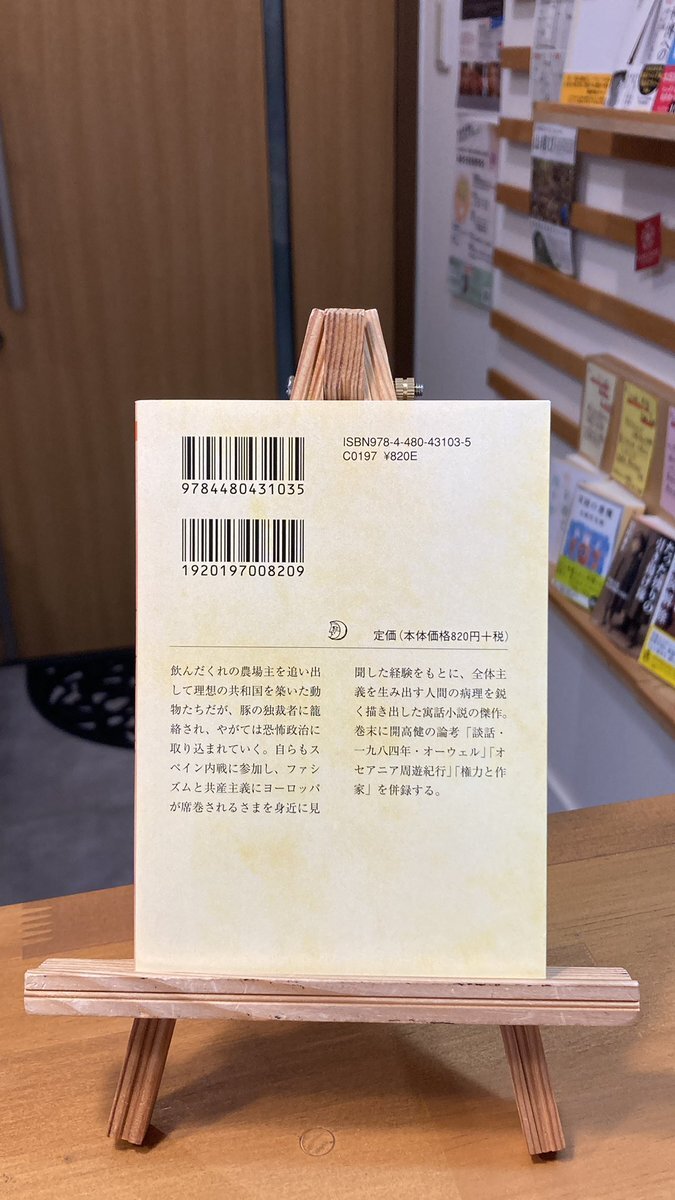 9784480431035
ISBN978-4-480-43103-5
C0197 ¥820E
1920197008209
定価(本体価格820円+税)
飲んだくれの農場主を追い出
して理想の共和国を築いた動
物たちだが、豚の独裁者に籠
絡され、やがては恐怖政治に
取り込まれていく。自らもス
ペイン内戦に参加し、ファシ
ズムと共産主義にヨーロッパ
が席巻されるさまを身近に見
聞した経験をもとに、全体主
義を生み出す人間の病理を鋭
く描き出した寓話小説の傑作。
巻末に開高健の論考「談話・
一九八四年・オーウェル」「オ
セアニア周遊紀行」「権力と作
家」を併録する。